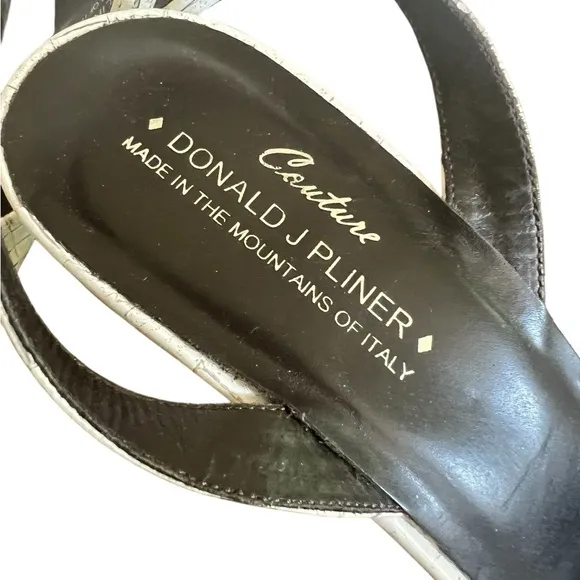 Couture
DONALD J PLINER
MADE IN THE MOUNTAINS OF ITALY